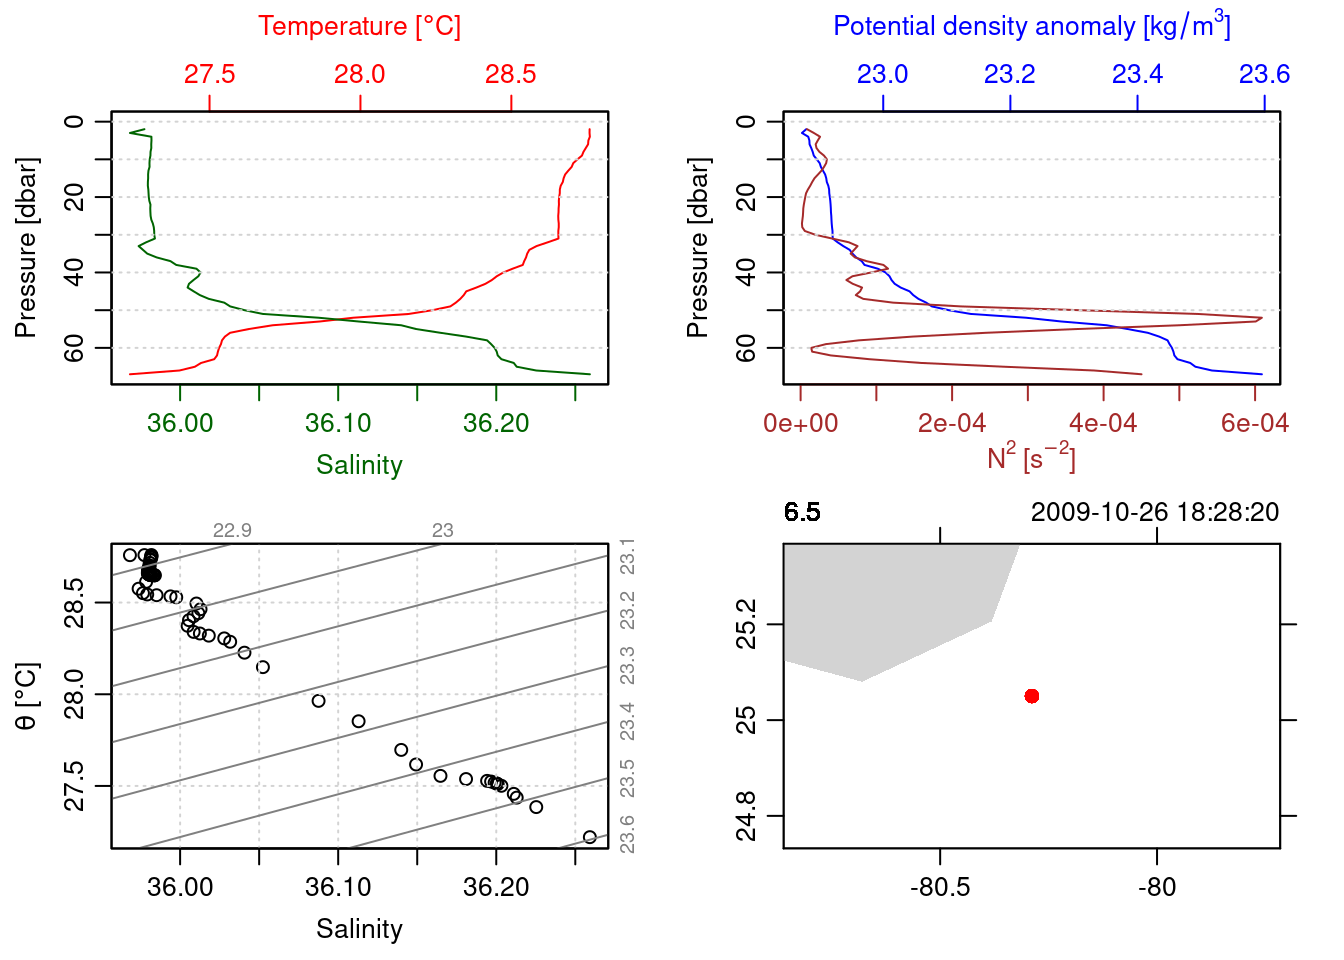 Temperature [°C]
27.5 28.0 28.5
Pressure [dbar]
0 20 40 60
36.00 36.10 36.20
Salinity
Potential density anomaly [kg/m³]
23.0 23.2 23.4 23.6
Pressure [dbar]
0 20 40 60
0e+00 2e-04 4e-04 6e-04
N² [s⁻²]
22.9 23
23.1
23.2
23.3
23.4
23.5
23.6
θ [°C]
28.5
28.0
27.5
36.00 36.10 36.20
Salinity
6.5 2009-10-26 18:28:20
25.2
25
24.8
-80.5 -80